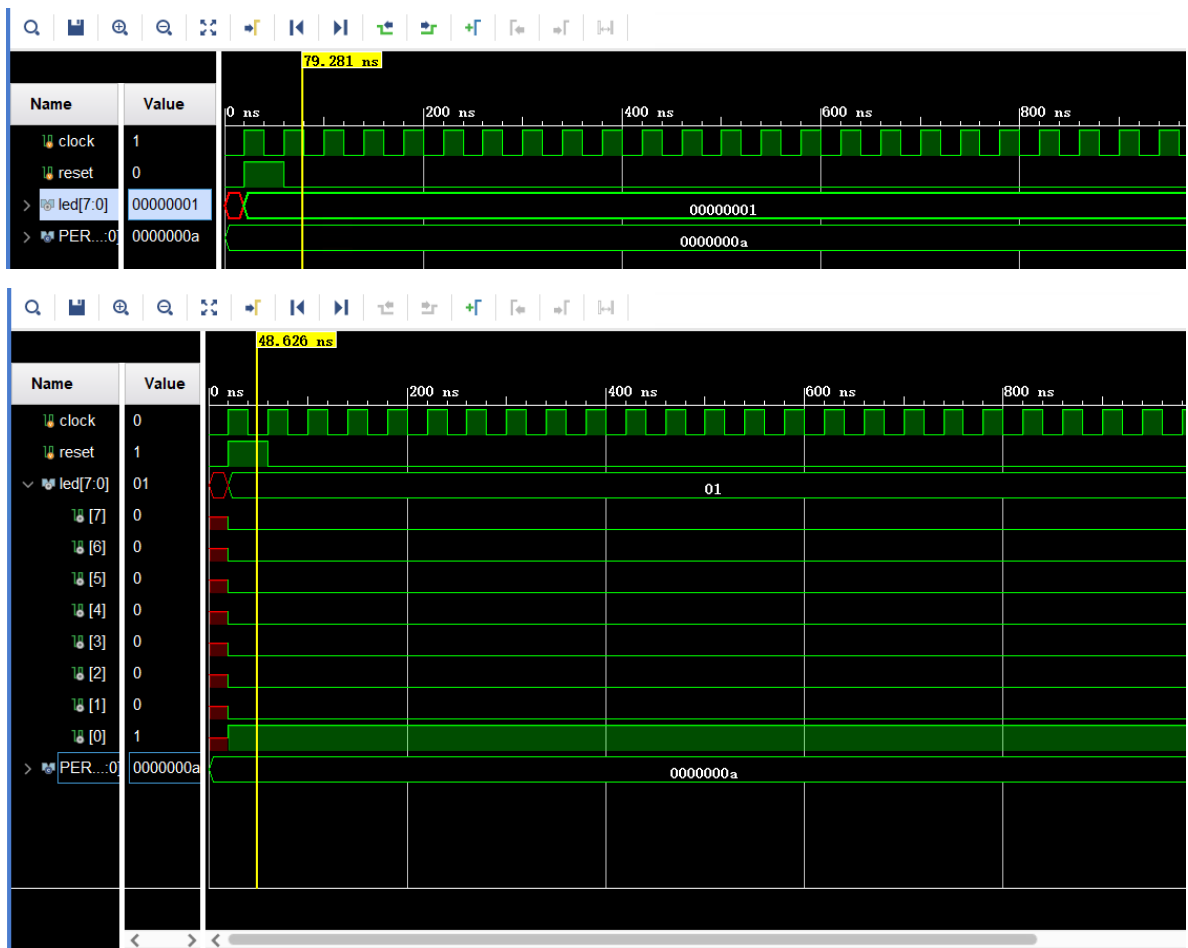 79.281 ns
Name Value
0 ns 200 ns 400 ns 600 ns 800 ns
clock 1
reset 0
led[7:0] 00000001 00000001
PER...:0] 0000000a 0000000a
48.626 ns
Name Value
0 ns 200 ns 400 ns 600 ns 800 ns
clock 0
reset 1
led[7:0] 01 01
[7] 0
[6] 0
[5] 0
[4] 0
[3] 0
[2] 0
[1] 0
[0] 1
PER...:0] 0000000a 0000000a